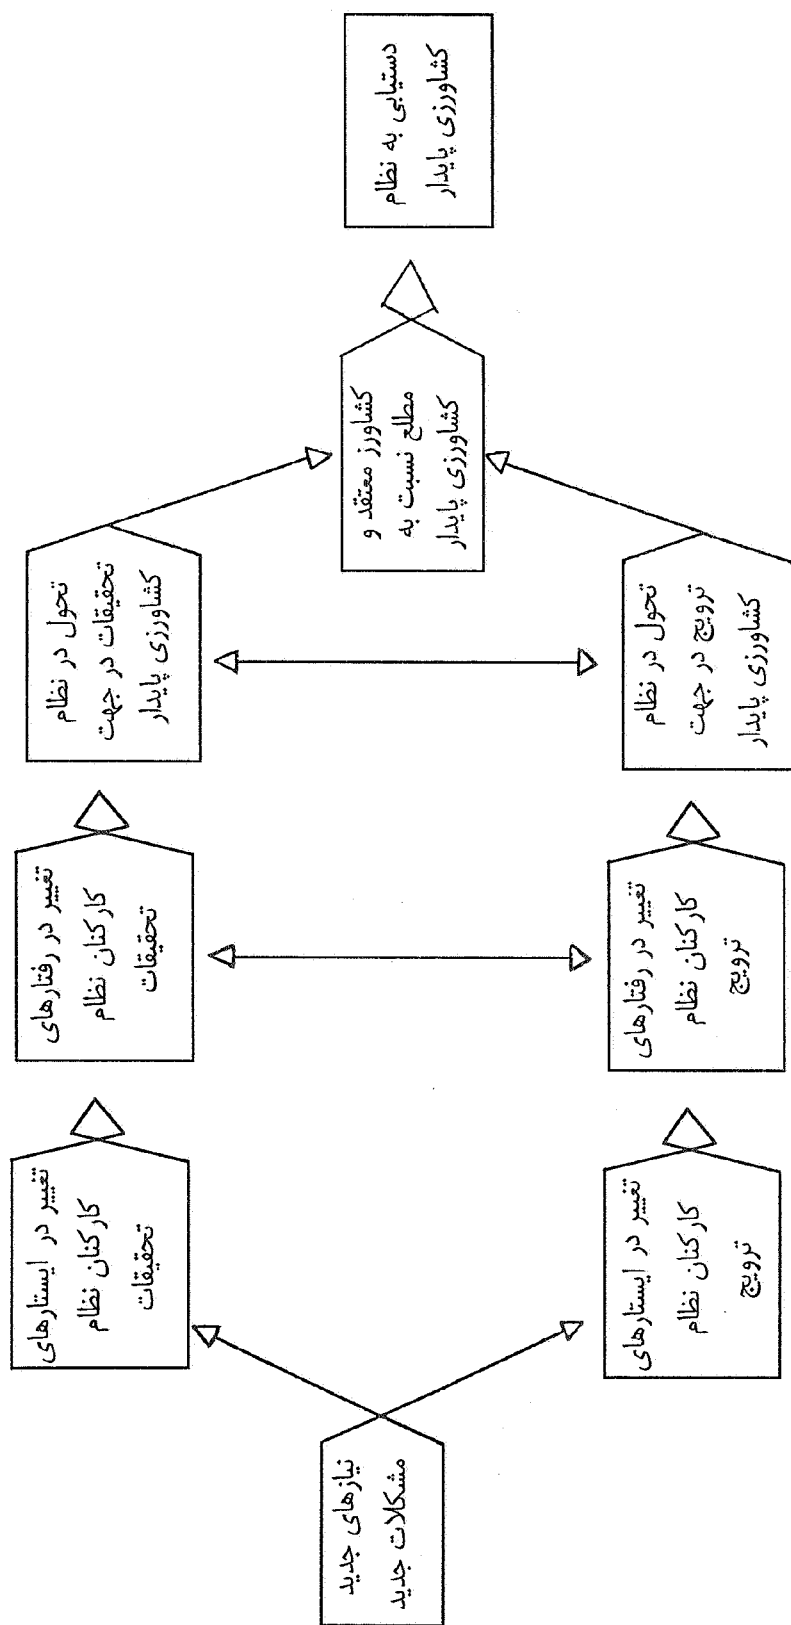 نیازهای جدید
مشکلات جدید
تغییر در ایستارهای
کارکنان نظام
تحقیقات
تغییر در ایستارهای
کارکنان نظام
ترویج
تغییر در رفتارهای
کارکنان نظام
تحقیقات
تغییر در رفتارهای
کارکنان نظام
ترویج
تحول در نظام
تحقیقات در جهت
کشاورزی پایدار
تحول در نظام
ترویج در جهت
کشاورزی پایدار
کشاورز معتقد و
مطلع نسبت به
کشاورزی پایدار
دستیابی به نظام
کشاورزی پایدار